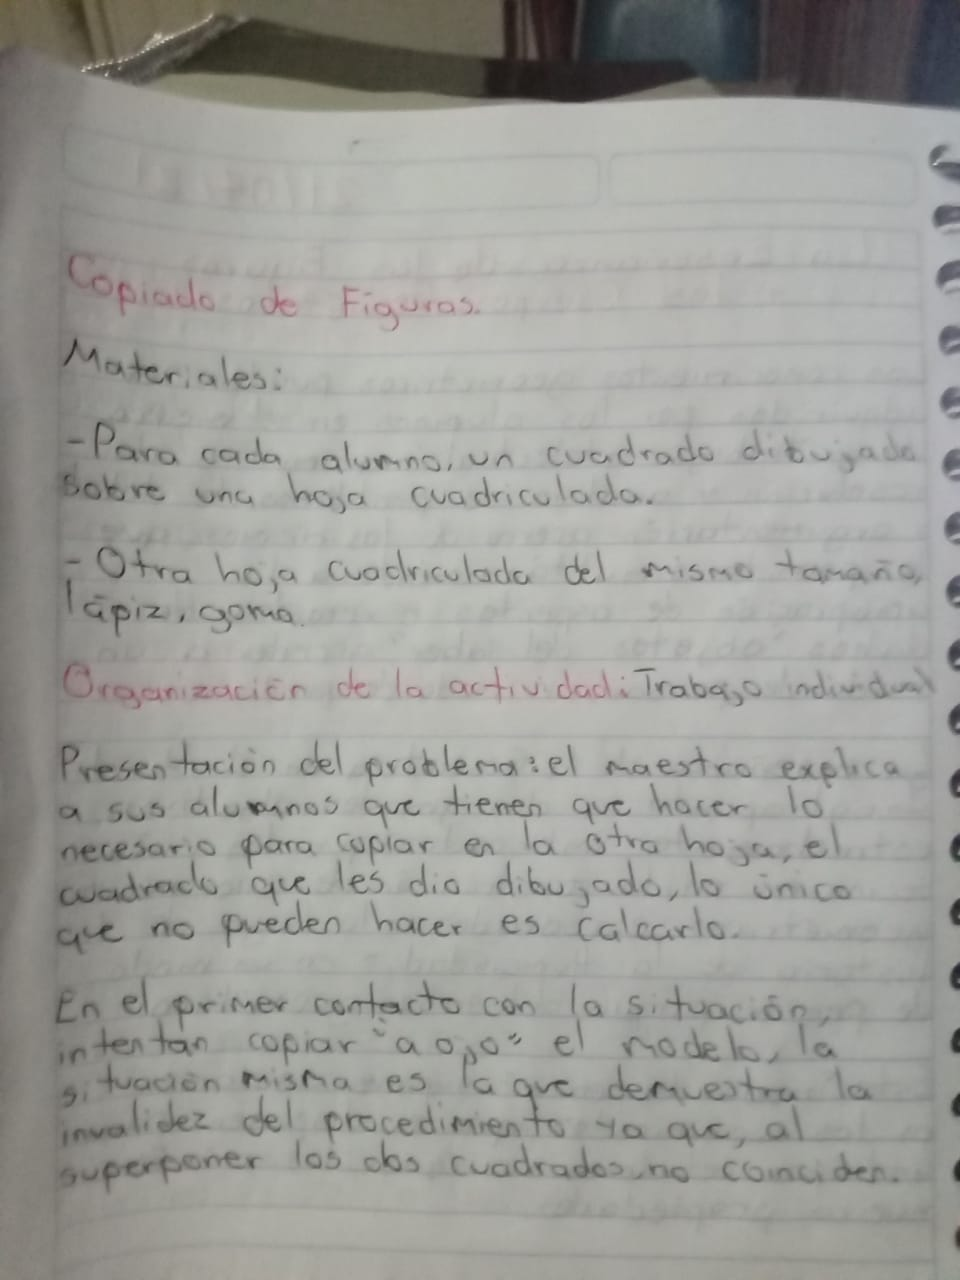 Copiado de Figuras.
Materiales:
-Para cada alumno, un cuadrado dibujado
sobre una hoja cuadriculada.
- Otra hoja cuadriculada del mismo tamaño,
lápiz, goma.
Organización de la actividad: Trabajo individual
Presentación del problema: el maestro explica
a sus alumnos que tienen que hacer lo
necesario para copiar en la otra hoja, el
cuadrado que les dio dibujado, lo único
que no pueden hacer es calcarlo.
En el primer contacto con la situación,
intentan copiar "a ojo" el modelo, la
situación misma es la que demuestra la
invalidez del procedimiento ya que, al
superponer los dos cuadrados, no coinciden.